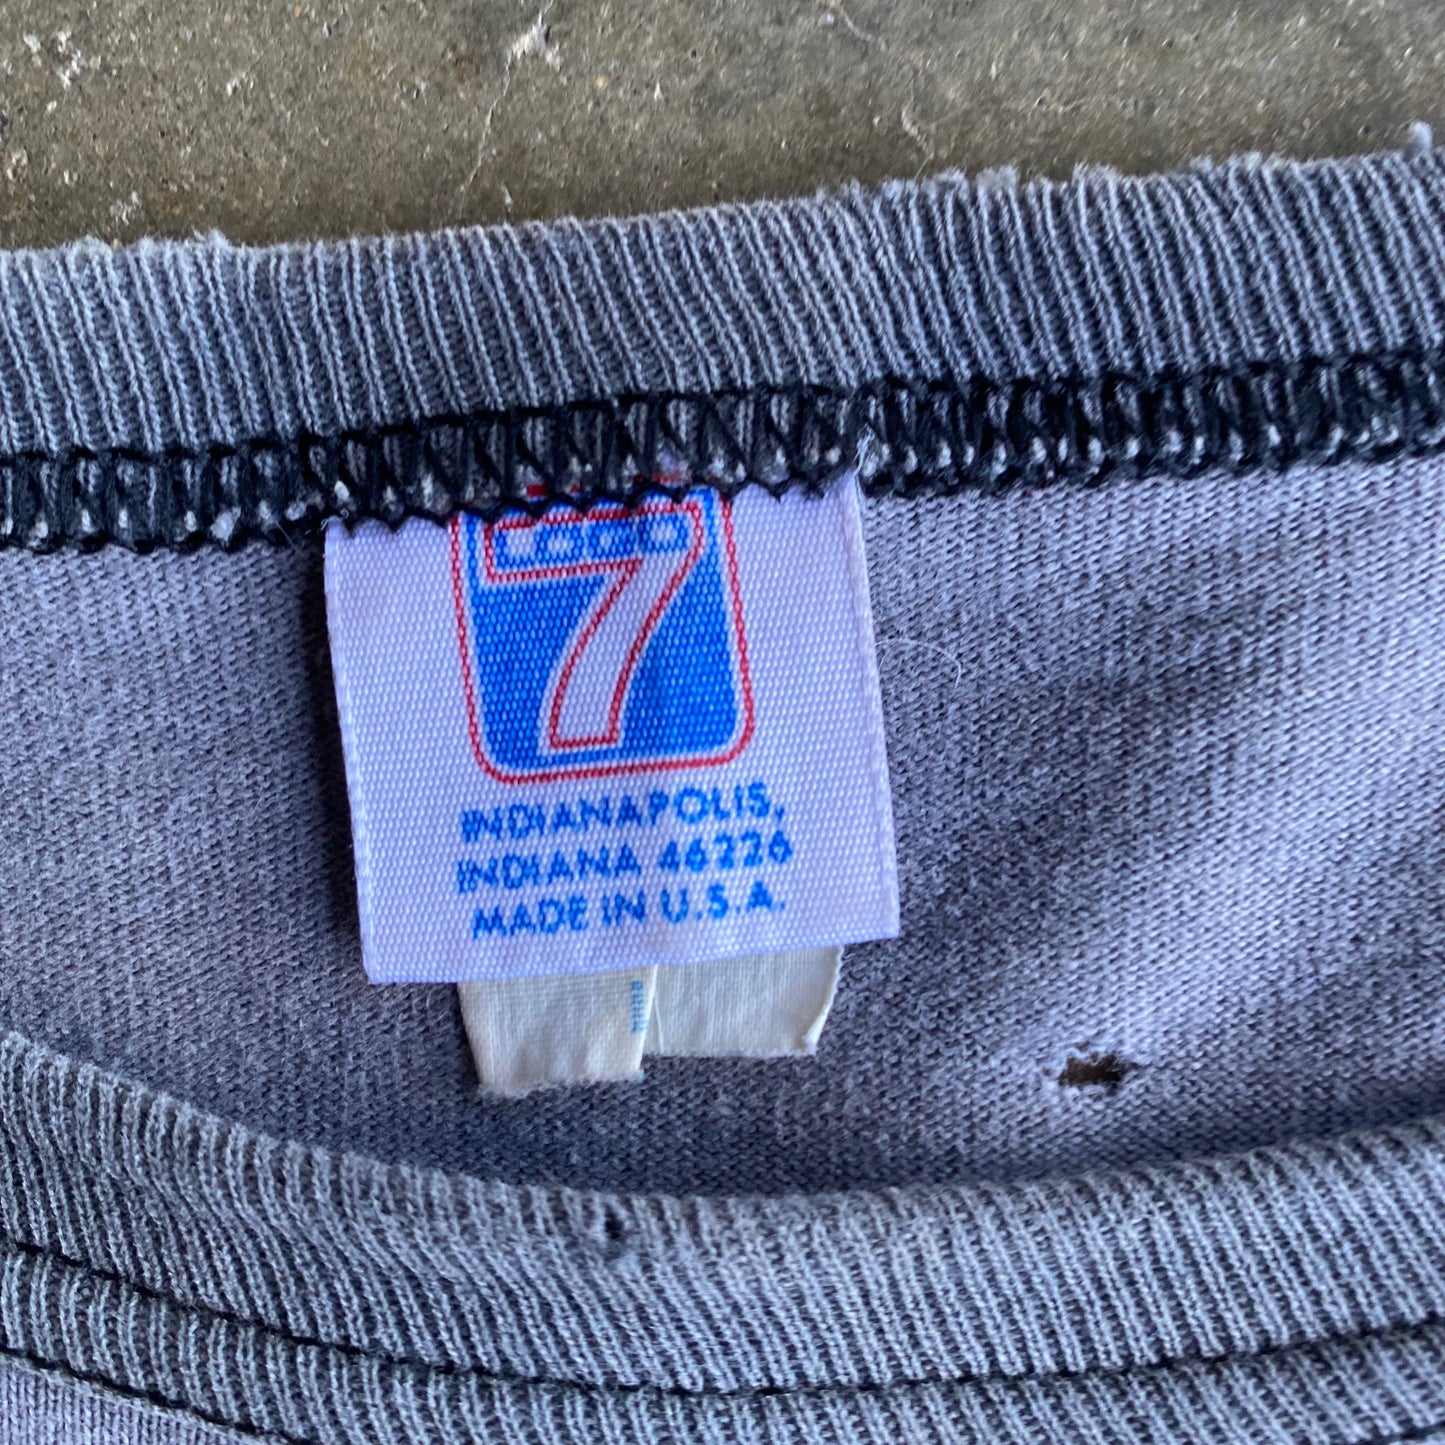 LOGO
7
INDIANAPOLIS,
INDIANA 46226
MADE IN U.S.A.